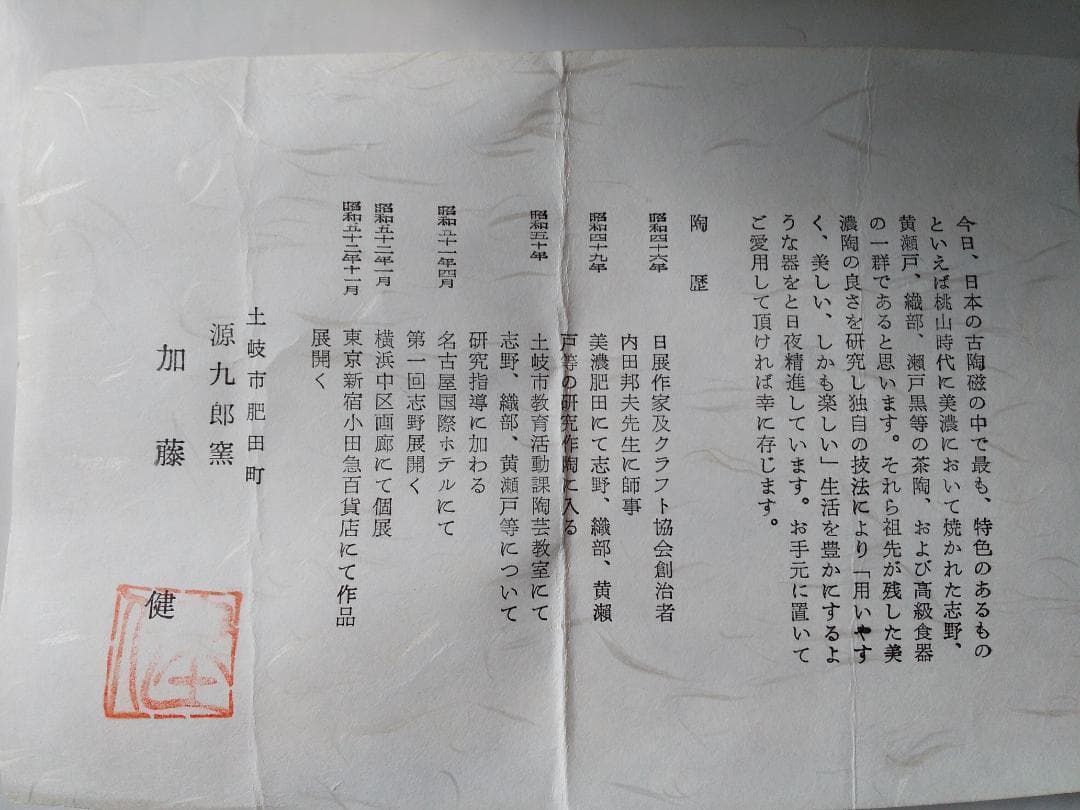 今日、日本の古陶磁の中で最も、特色のあるもの
といえば桃山時代に美濃において焼かれた志野、
黄瀬戸、織部、瀬戸黒等の茶陶、および高級食器
の一群であると思います。それら祖先が残した美
濃陶の良さを研究し独自の技法により「用いやす
く、美しい、しかも楽しい」生活を豊かにするよ
うな器をと日夜精進しています。お手元に置いて
ご愛用して頂ければ幸に存じます。
陶歴
昭和四十六年 日展作家及クラフト協会創治者
内田邦夫先生に師事
昭和四十九年 美濃肥田にて志野、織部、黄瀬
戸等の研究作陶に入る
昭和五十年 土岐市教育活動課陶芸教室にて
志野、織部、黄瀬戸等について
研究指導に加わる
昭和五十一年四月 名古屋国際ホテルにて
第一回志野展開く
昭和五十二年一月 横浜中区画廊にて個展
昭和五十二年十一月 東京新宿小田急百貨店にて作品
展開く
土岐市肥田町
源九郎窯
加藤健